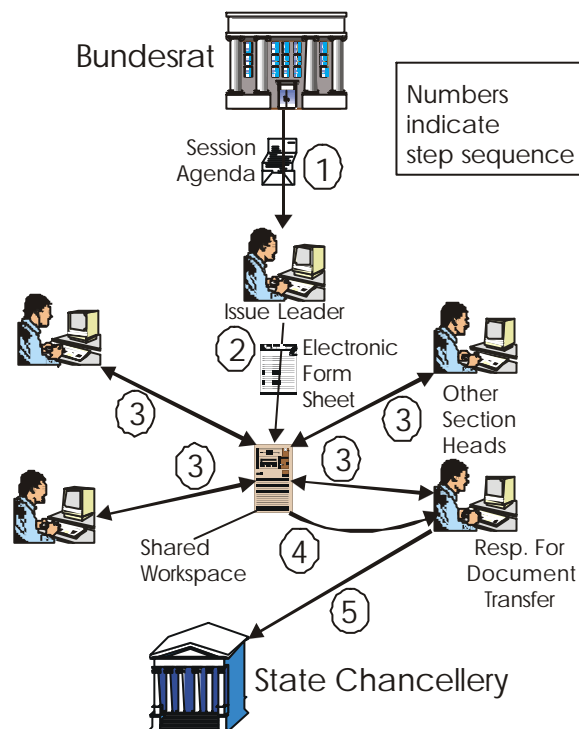 Bundesrat
Numbers
indicate
step sequence
Session
Agenda
1
Issue Leader
2
Electronic
Form
Sheet
3
3
Other
Section
Heads
3
3
Shared
Workspace
4
Resp. For
Document
Transfer
5
State Chancellery